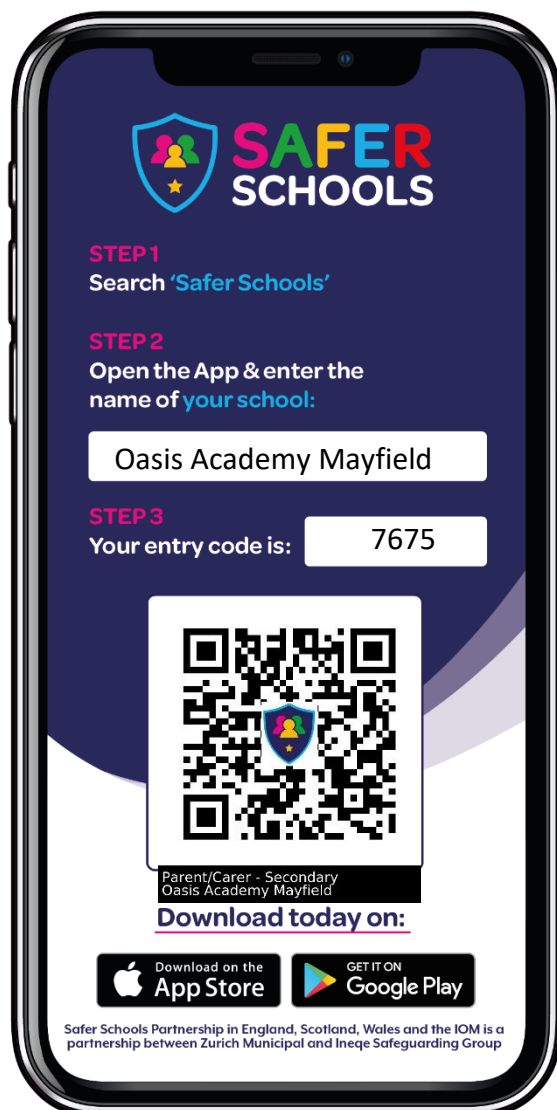 SAFER
SCHOOLS
STEP 1
Search ‘Safer Schools’
STEP 2
Open the App & enter the
name of your school:
Oasis Academy Mayfield
STEP 3
Your entry code is: 7675
Parent/Carer - Secondary
Oasis Academy Mayfield
Download today on:
Download on the
App Store
GET IT ON
Google Play
Safer Schools Partnership in England, Scotland, Wales and the IOM is a
partnership between Zurich Municipal and Ineqe Safeguarding Group